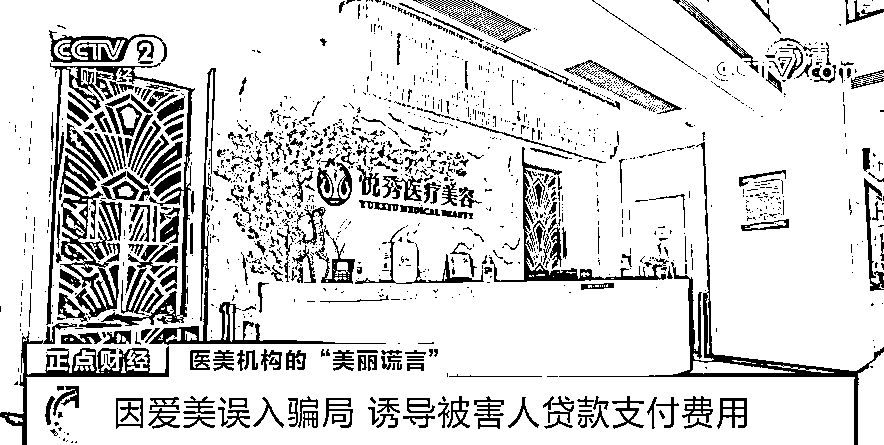 CCTV 2
财经
高清
CCTV.com
悦秀医疗美容
YUEXIU MEDICAL BEAUTY
正点财经
医美机构的“美丽谎言”
因爱美误入骗局 诱导被害人贷款支付费用